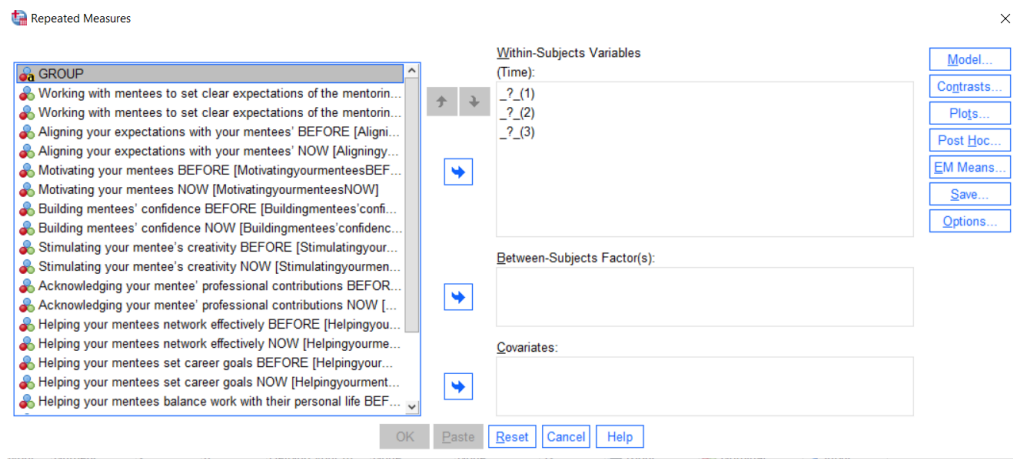 Repeated Measures
GROUP
Working with mentees to set clear expectations of the mentorin...
Working with mentees to set clear expectations of the mentorin...
Aligning your expectations with your mentees' BEFORE [Aligni...
Aligning your expectations with your mentees' NOW [Aligningy...
Motivating your mentees BEFORE [MotivatingyourmenteesBEF...
Motivating your mentees NOW [MotivatingyourmenteesNOW]
Building mentees' confidence BEFORE [Buildingmentees'confi...
Building mentees' confidence NOW [Buildingmentees'confidenc...
Stimulating your mentee's creativity BEFORE [Stimulatingyour...
Stimulating your mentee's creativity NOW [Stimulatingyourmen...
Acknowledging your mentee' professional contributions BEFOR...
Acknowledging your mentee' professional contributions NOW [...
Helping your mentees network effectively BEFORE [Helpingyou...
Helping your mentees network effectively NOW [Helpingyourme...
Helping your mentees set career goals BEFORE [Helpingyour...
Helping your mentees set career goals NOW [Helpingyourment...
Helping your mentees balance work with their personal life BEF...
Within-Subjects Variables
(Time):
_?_(1)
_?_(2)
_?_(3)
Between-Subjects Factor(s):
Covariates:
Model...
Contrasts...
Plots...
Post Hoc...
EM Means...
Save...
Options...
OK
Paste
Reset
Cancel
Help